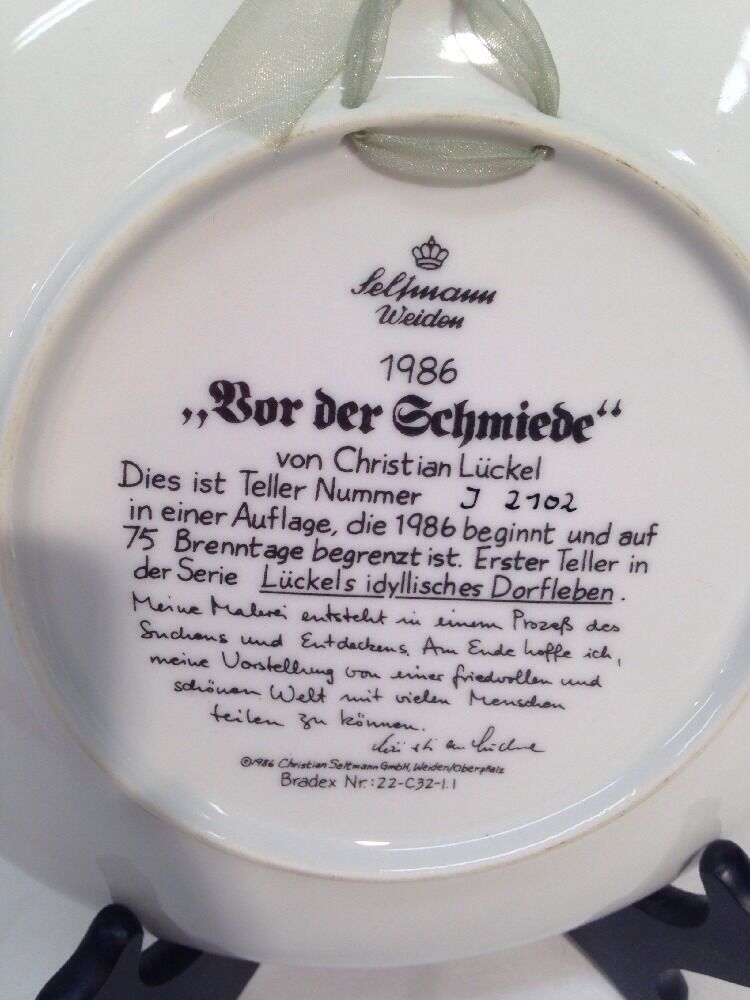 Seltmann
Weiden
1986
„Vor der Schmiede“
von Christian Lückel
Dies ist Teller Nummer J 2102
in einer Auflage, die 1986 beginnt und auf
75 Brenntage begrenzt ist. Erster Teller in
der Serie Lückels idyllisches Dorfleben.
Meine Malerei entsteht in einem Prozeß des
Suchens und Entdeckens. Am Ende hoffe ich,
meine Vorstellung von einer friedvollen und
schönen Welt mit vielen Menschen
teilen zu können.
Christian Lückel
©1986 Christian Seltmann GmbH, Weiden/Oberpfalz
Bradex Nr.: 22-C32-1.1